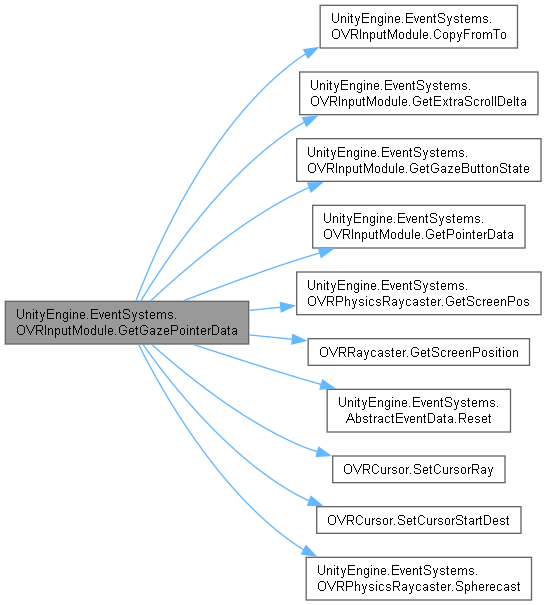 UnityEngine.EventSystems.
OVRInputModule.CopyFromTo
UnityEngine.EventSystems.
OVRInputModule.GetExtraScrollDelta
UnityEngine.EventSystems.
OVRInputModule.GetGazeButtonState
UnityEngine.EventSystems.
OVRInputModule.GetPointerData
UnityEngine.EventSystems.
OVRPhysicsRaycaster.GetScreenPos
UnityEngine.EventSystems.
OVRInputModule.GetGazePointerData
OVRRaycaster.GetScreenPosition
UnityEngine.EventSystems.
AbstractEventData.Reset
OVRCursor.SetCursorRay
OVRCursor.SetCursorStartDest
UnityEngine.EventSystems.
OVRPhysicsRaycaster.Spherecast